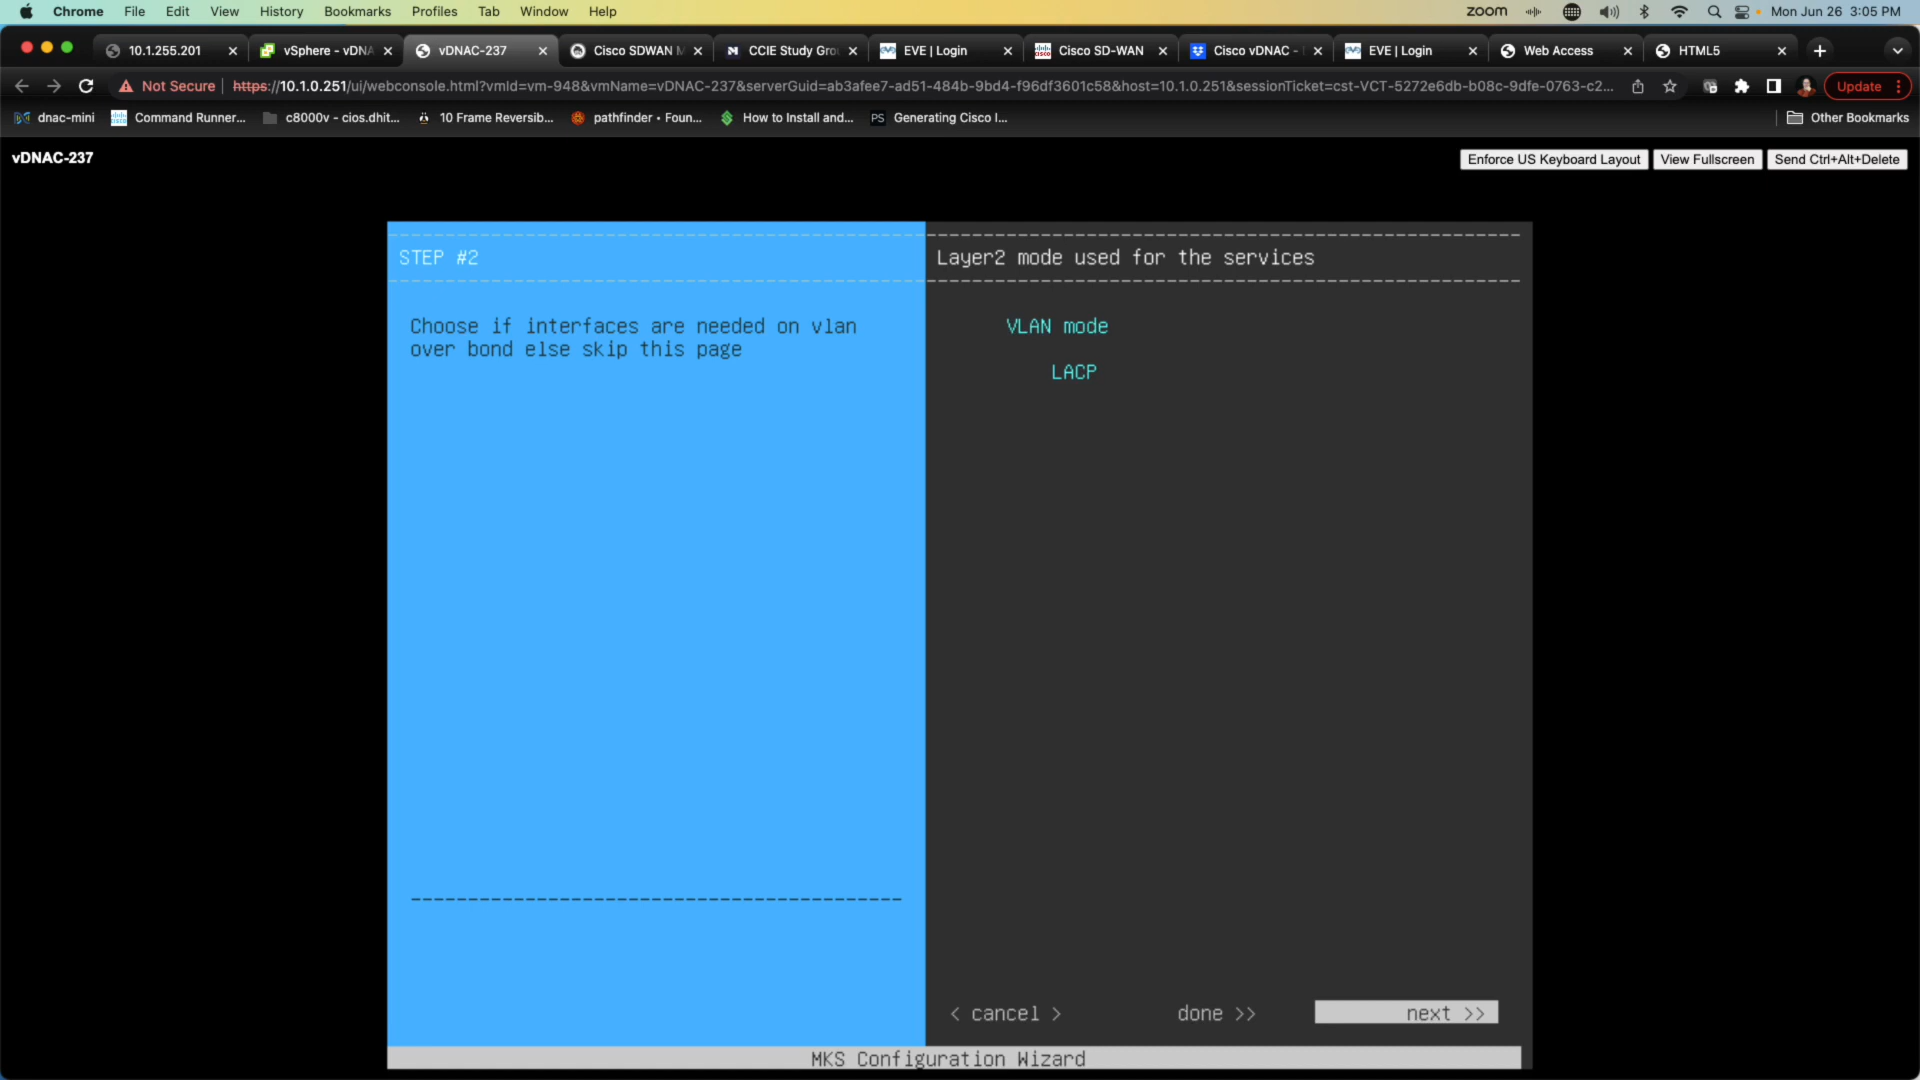 Chrome File Edit View History Bookmarks Profiles Tab Window Help zoom Mon Jun 26 3:05 PM
10.1.255.201 vSphere - vDNA vDNAC-237 Cisco SDWAN M CCIE Study Gro EVE | Login Cisco SD-WAN Cisco vDNAC - EVE | Login Web Access HTML5
Not Secure https://10.1.0.251/ui/webconsole.html?vmId=vm-948&vmName=vDNAC-237&serverGuid=ab3afee7-ad51-484b-9bd4-f96df3601c58&host=10.1.0.251&sessionTicket=cst-VCT-5272e6db-b08c-9dfe-0763-c2... Update
dnac-mini Command Runner... c8000v - cios.dhit... 10 Frame Reversib... pathfinder • Foun... How to Install and... PS Generating Cisco I... Other Bookmarks
vDNAC-237 Enforce US Keyboard Layout View Fullscreen Send Ctrl+Alt+Delete
STEP #2
Choose if interfaces are needed on vlan
over bond else skip this page
Layer2 mode used for the services
VLAN mode
LACP
< cancel > done >> next >>
MKS Configuration Wizard